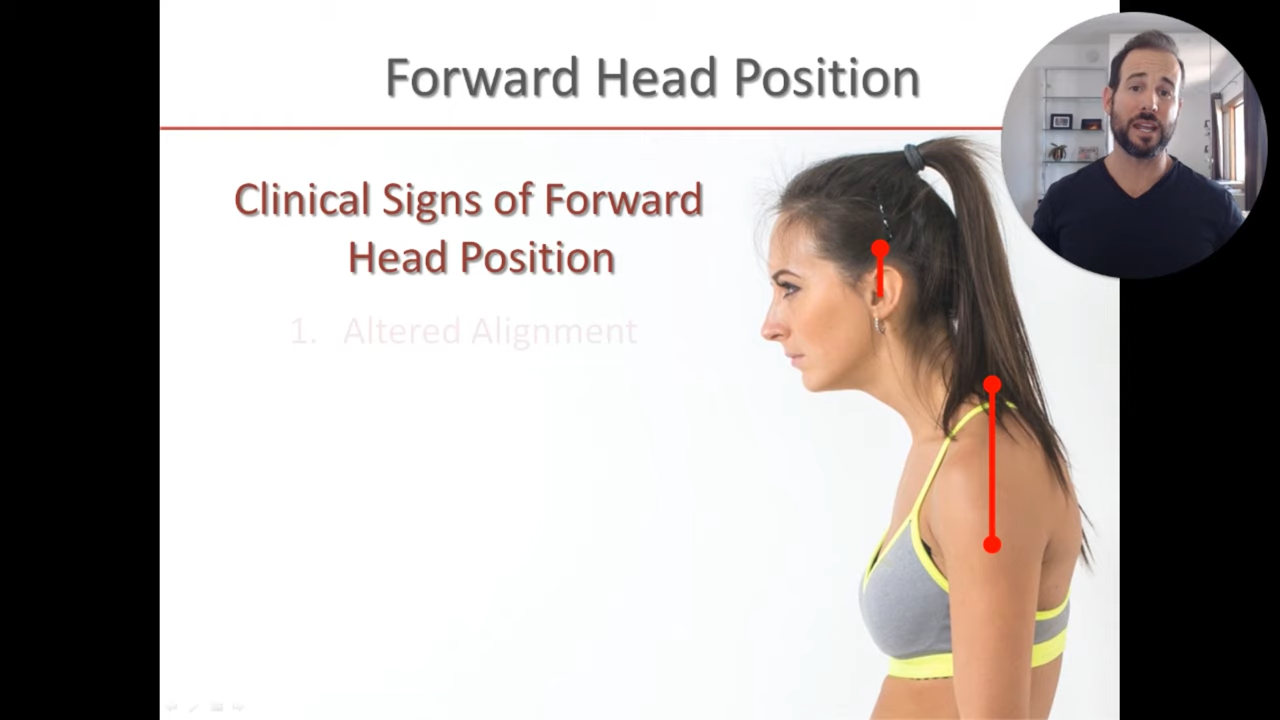 Forward Head Position
Clinical Signs of Forward
Head Position
1. Altered Alignment